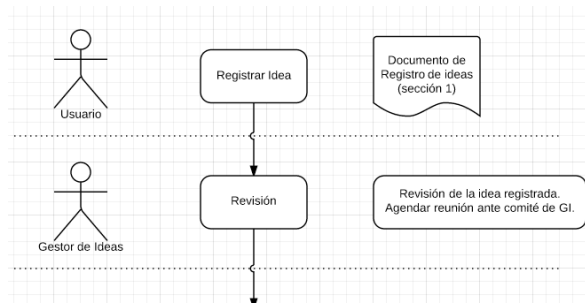 Registrar Idea
Documento de
Registro de ideas
(sección 1)
Usuario
Revisión
Revisión de la idea registrada.
Agendar reunión ante comité de GI.
Gestor de Ideas